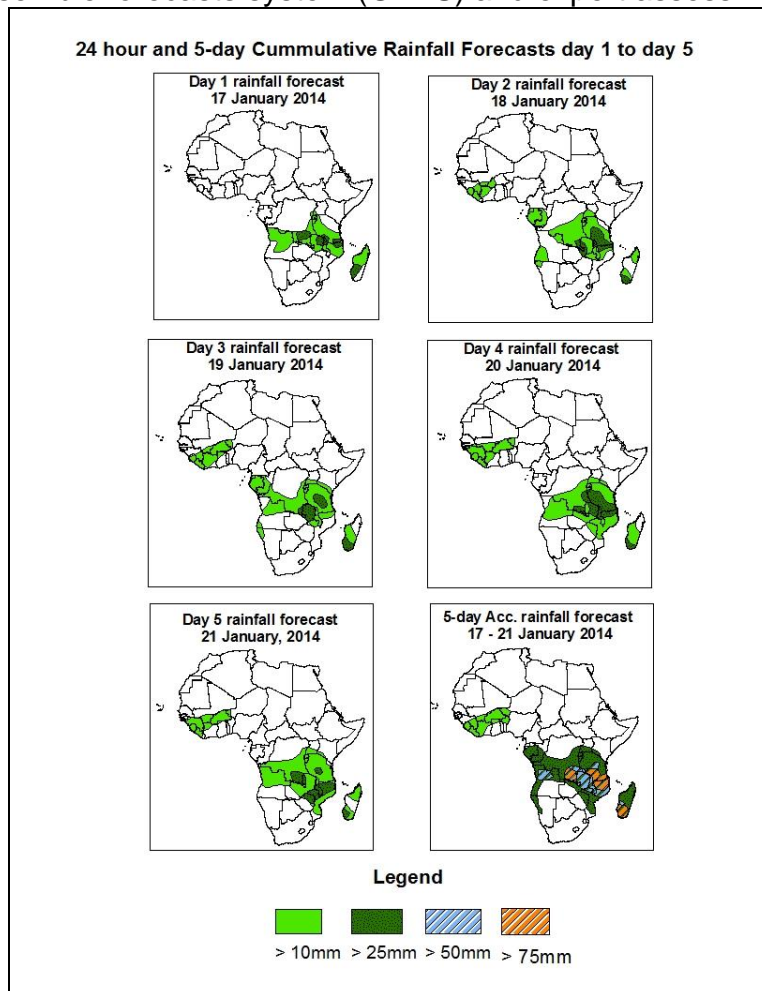 24 hour and 5-day Cummulative Rainfall Forecasts day 1 to day 5
Day 1 rainfall forecast
17 January 2014
Day 2 rainfall forecast
18 January 2014
Day 3 rainfall forecast
19 January 2014
Day 4 rainfall forecast
20 January 2014
Day 5 rainfall forecast
21 January, 2014
5-day Acc. rainfall forecast
17 - 21 January 2014
Legend
> 10mm > 25mm > 50mm > 75mm